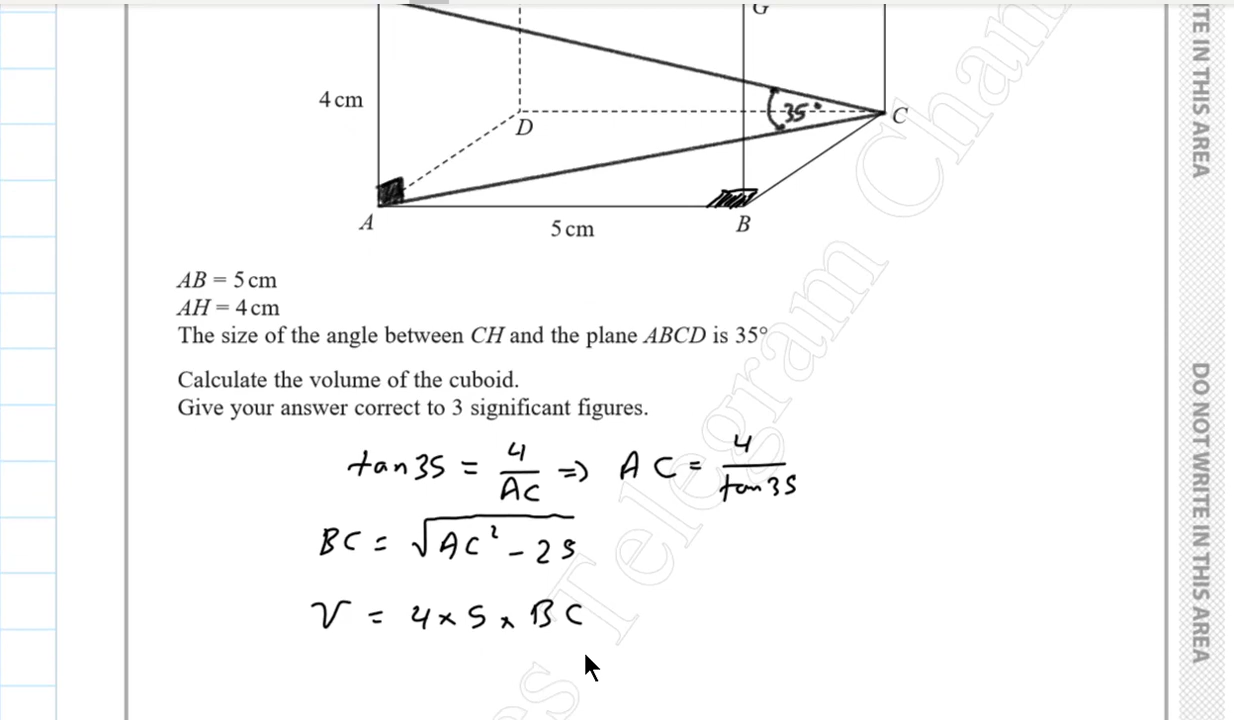 G
4 cm
35°
D
C
A
5 cm
B
AB = 5 cm
AH = 4 cm
The size of the angle between CH and the plane ABCD is 35°
Calculate the volume of the cuboid.
Give your answer correct to 3 significant figures.
tan 35 = 4/AC ⇒ AC = 4/tan 35
BC = √(AC² - 25)
V = 4 × 5 × BC
Telegram Chan
TE IN THIS AREA
DO NOT WRITE IN THIS AREA